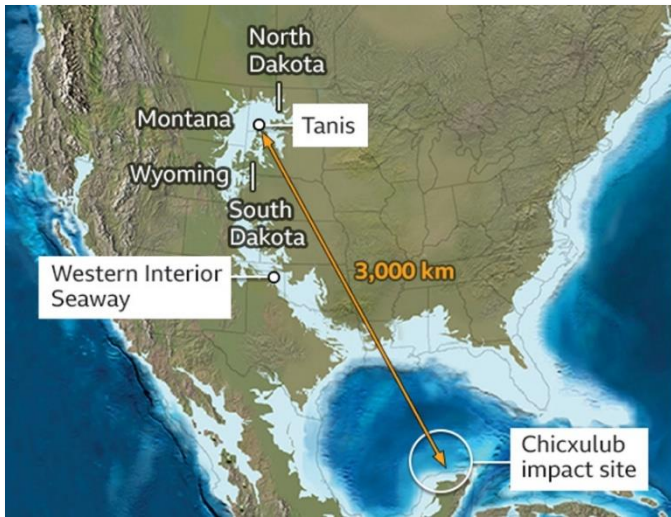 North
Dakota
Montana
Tanis
Wyoming
South
Dakota
Western Interior
Seaway
3,000 km
Chicxulub
impact site